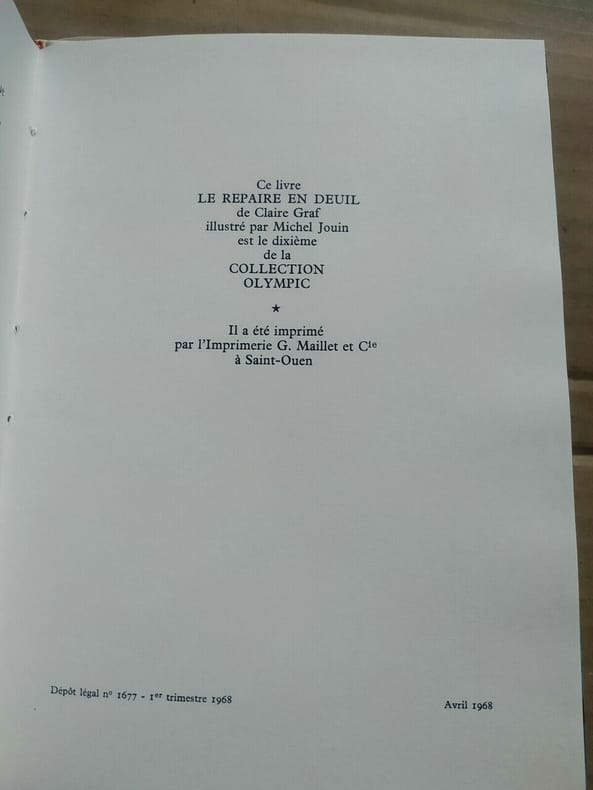 Ce livre
LE REPAIRE EN DEUIL
de Claire Graf
illustré par Michel Jouin
est le dixième
de la
COLLECTION
OLYMPIC
★
Il a été imprimé
par l'Imprimerie G. Maillet et Cie
à Saint-Ouen
Dépôt légal nº 1677 - 1er trimestre 1968
Avril 1968